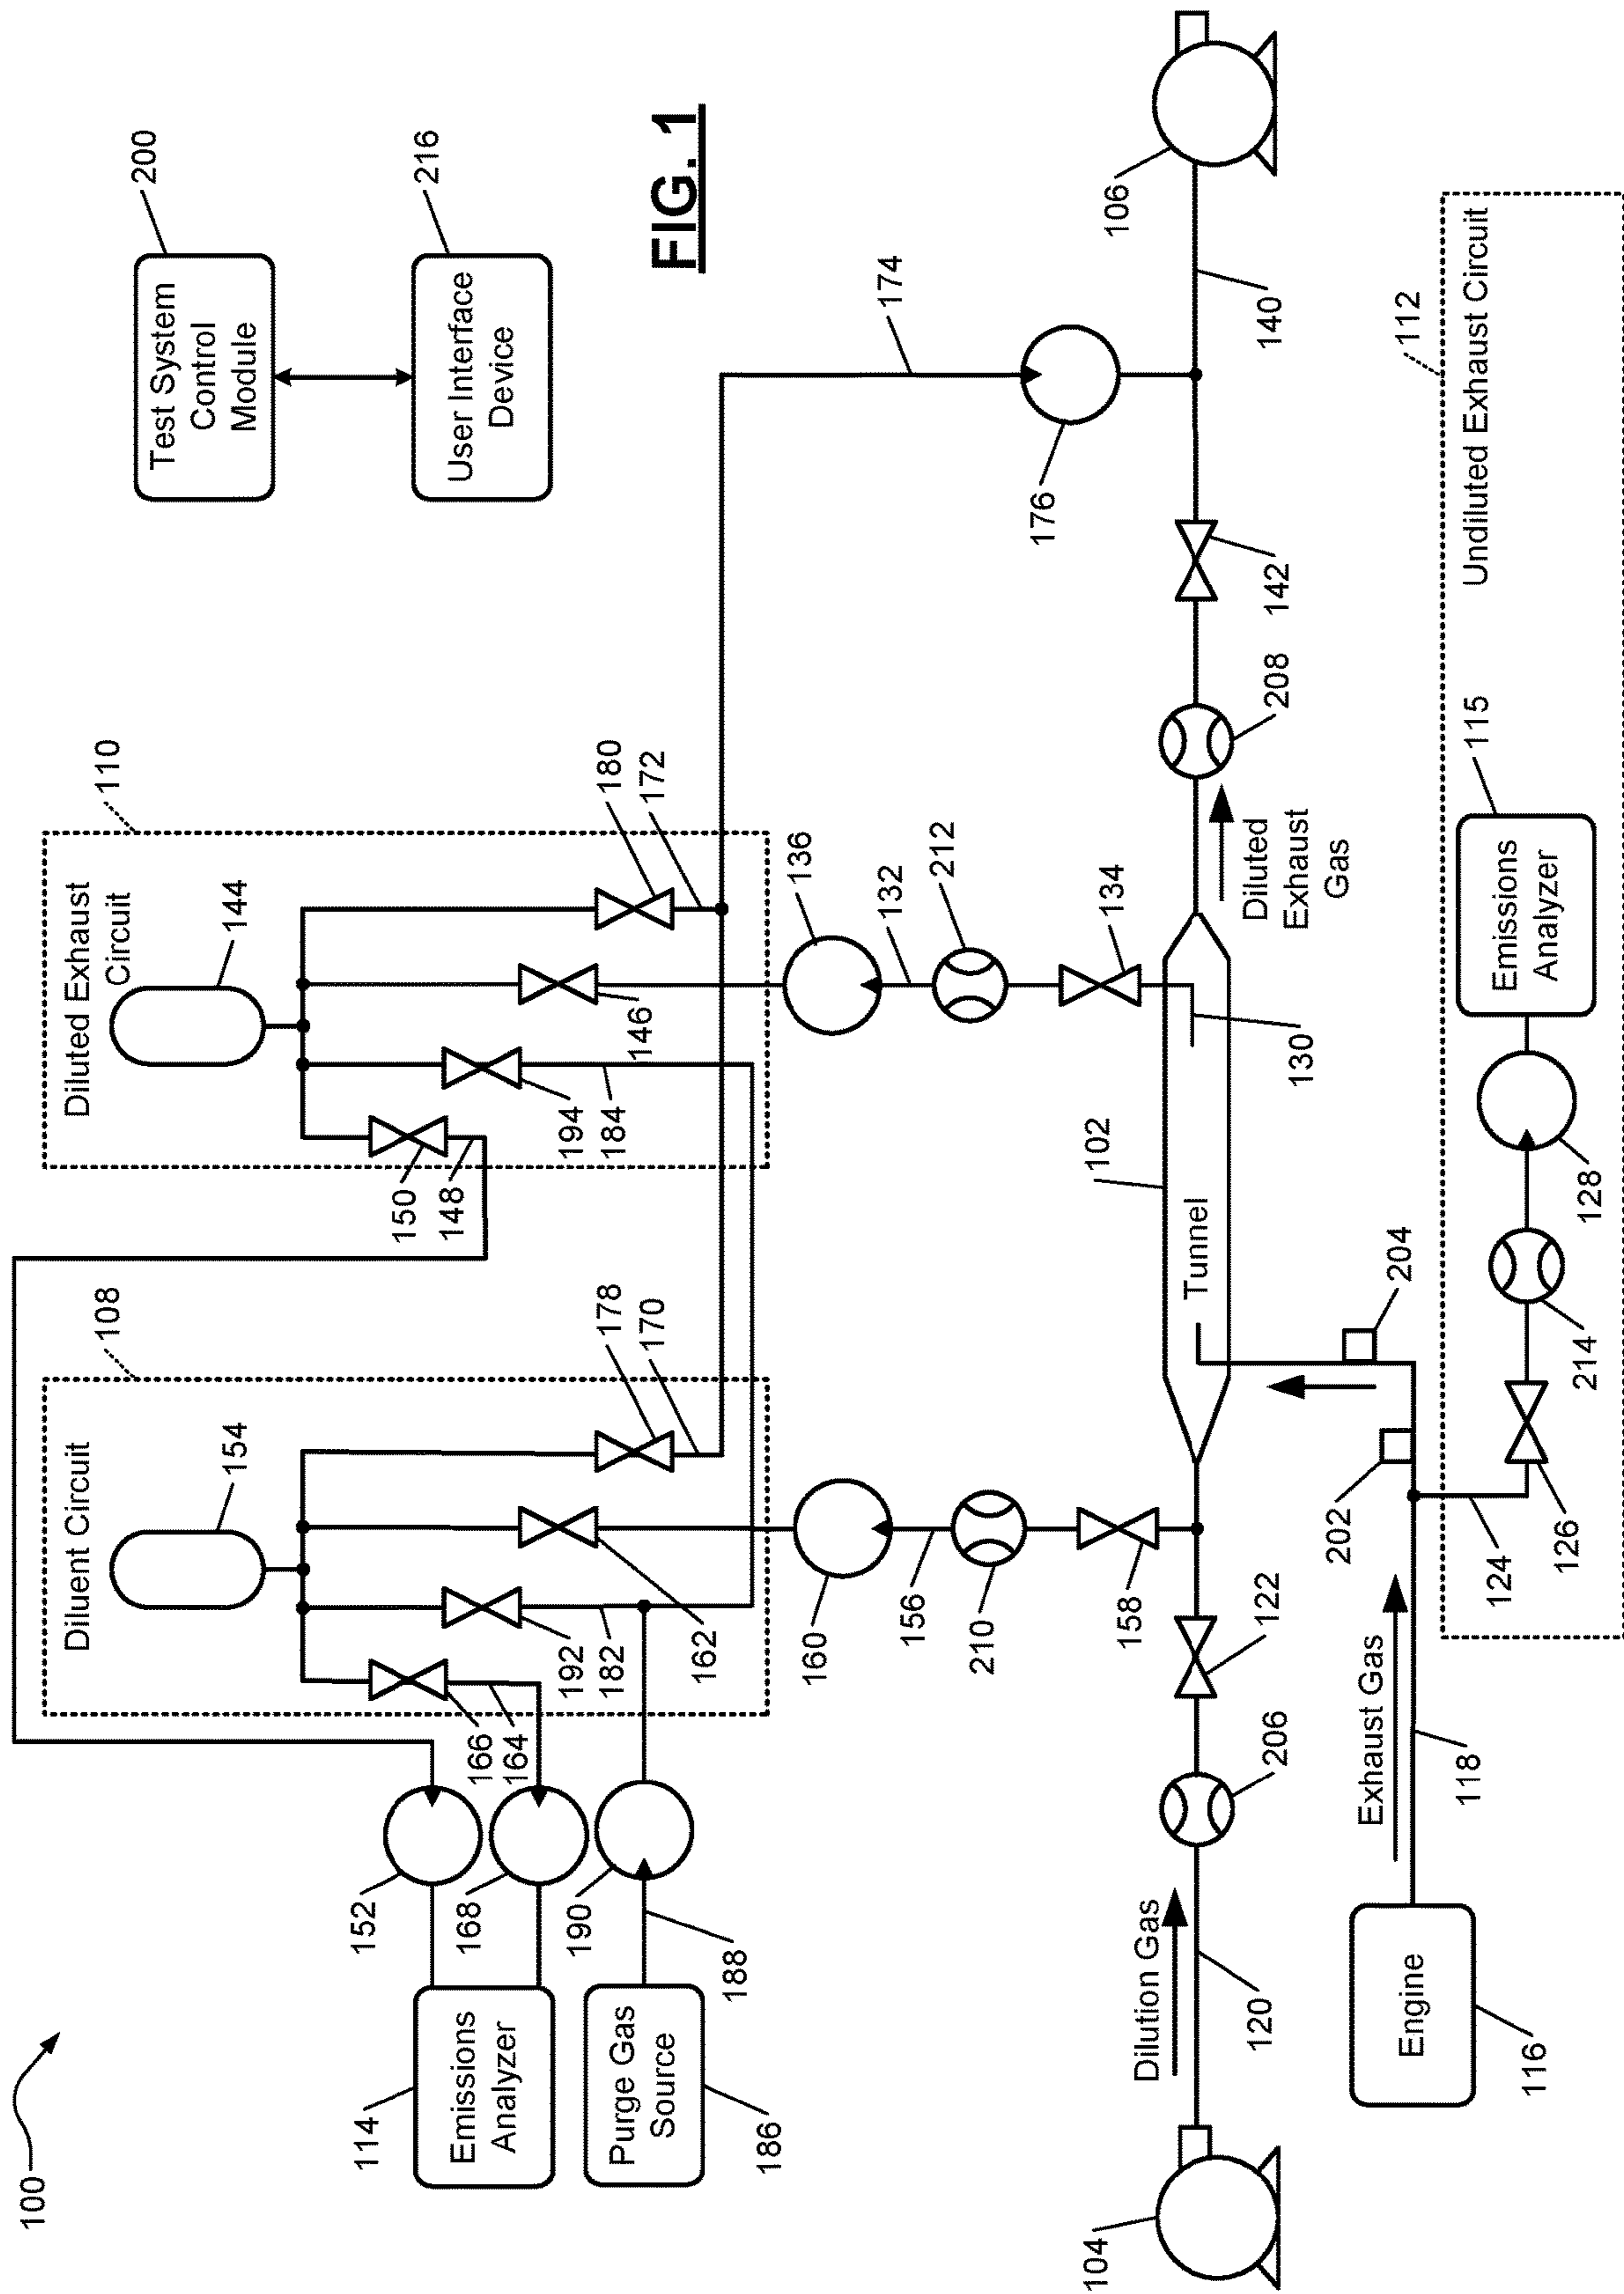 100
108
110
200
216
Diluent Circuit
154
Diluted Exhaust
Circuit
144
Test System
Control
Module
User Interface
Device
FIG. 1
114
Emissions
Analyzer
152
168
166
164
150
148
Purge Gas
Source
186
190
188
192
182
162
178
170
194
184
146
180
172
160
156
210
158
136
132
212
134
174
176
104
Dilution Gas
120
206
122
102
Tunnel
130
Diluted
Exhaust
Gas
208
142
140
106
Engine
116
Exhaust Gas
118
202
204
112
Undiluted Exhaust Circuit
124
126
214
128
115
Emissions
Analyzer